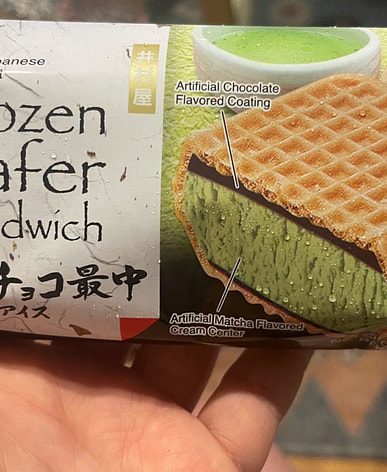 panese
井村屋
ozen
afer
dwich
チョコ最中
アイス
Artificial Chocolate
Flavored Coating
Artificial Matcha Flavored
Cream Center